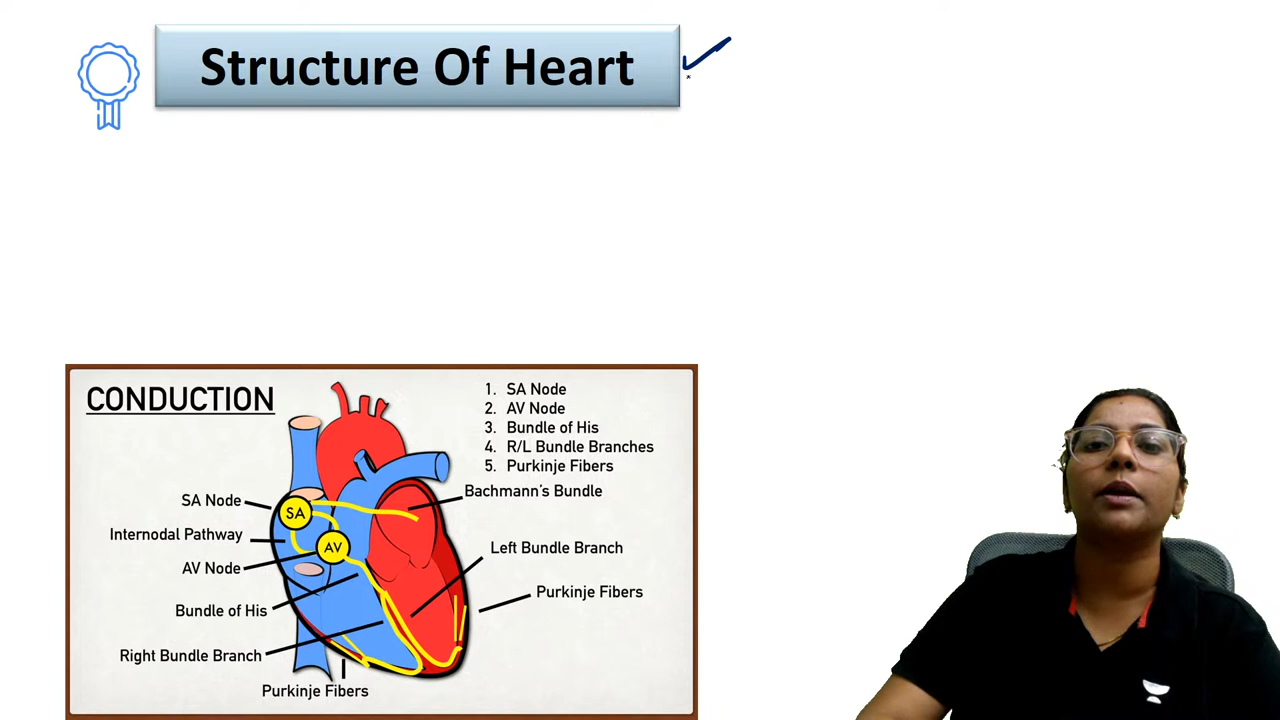 Structure Of Heart
CONDUCTION
1. SA Node
2. AV Node
3. Bundle of His
4. R/L Bundle Branches
5. Purkinje Fibers
Bachmann's Bundle
SA Node
SA
Internodal Pathway
AV
Left Bundle Branch
AV Node
Purkinje Fibers
Bundle of His
Right Bundle Branch
Purkinje Fibers